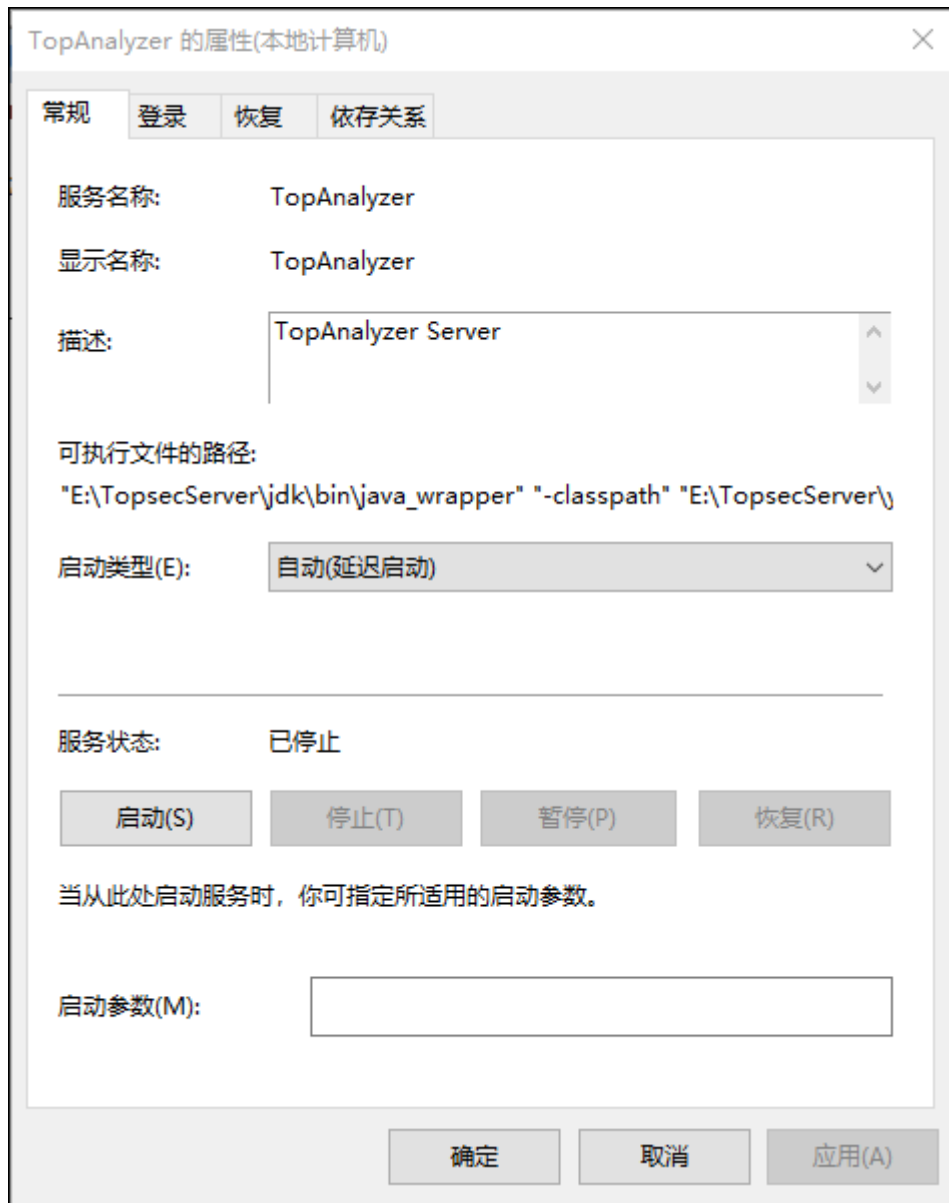 TopAnalyzer 的属性(本地计算机)
常规 登录 恢复 依存关系
服务名称: TopAnalyzer
显示名称: TopAnalyzer
描述: TopAnalyzer Server
可执行文件的路径:
"E:\TopsecServer\jdk\bin\java_wrapper" "-classpath" "E:\TopsecServer\y
启动类型(E): 自动(延迟启动)
服务状态: 已停止
启动(S) 停止(T) 暂停(P) 恢复(R)
当从此处启动服务时，你可指定所适用的启动参数。
启动参数(M):
确定 取消 应用(A)